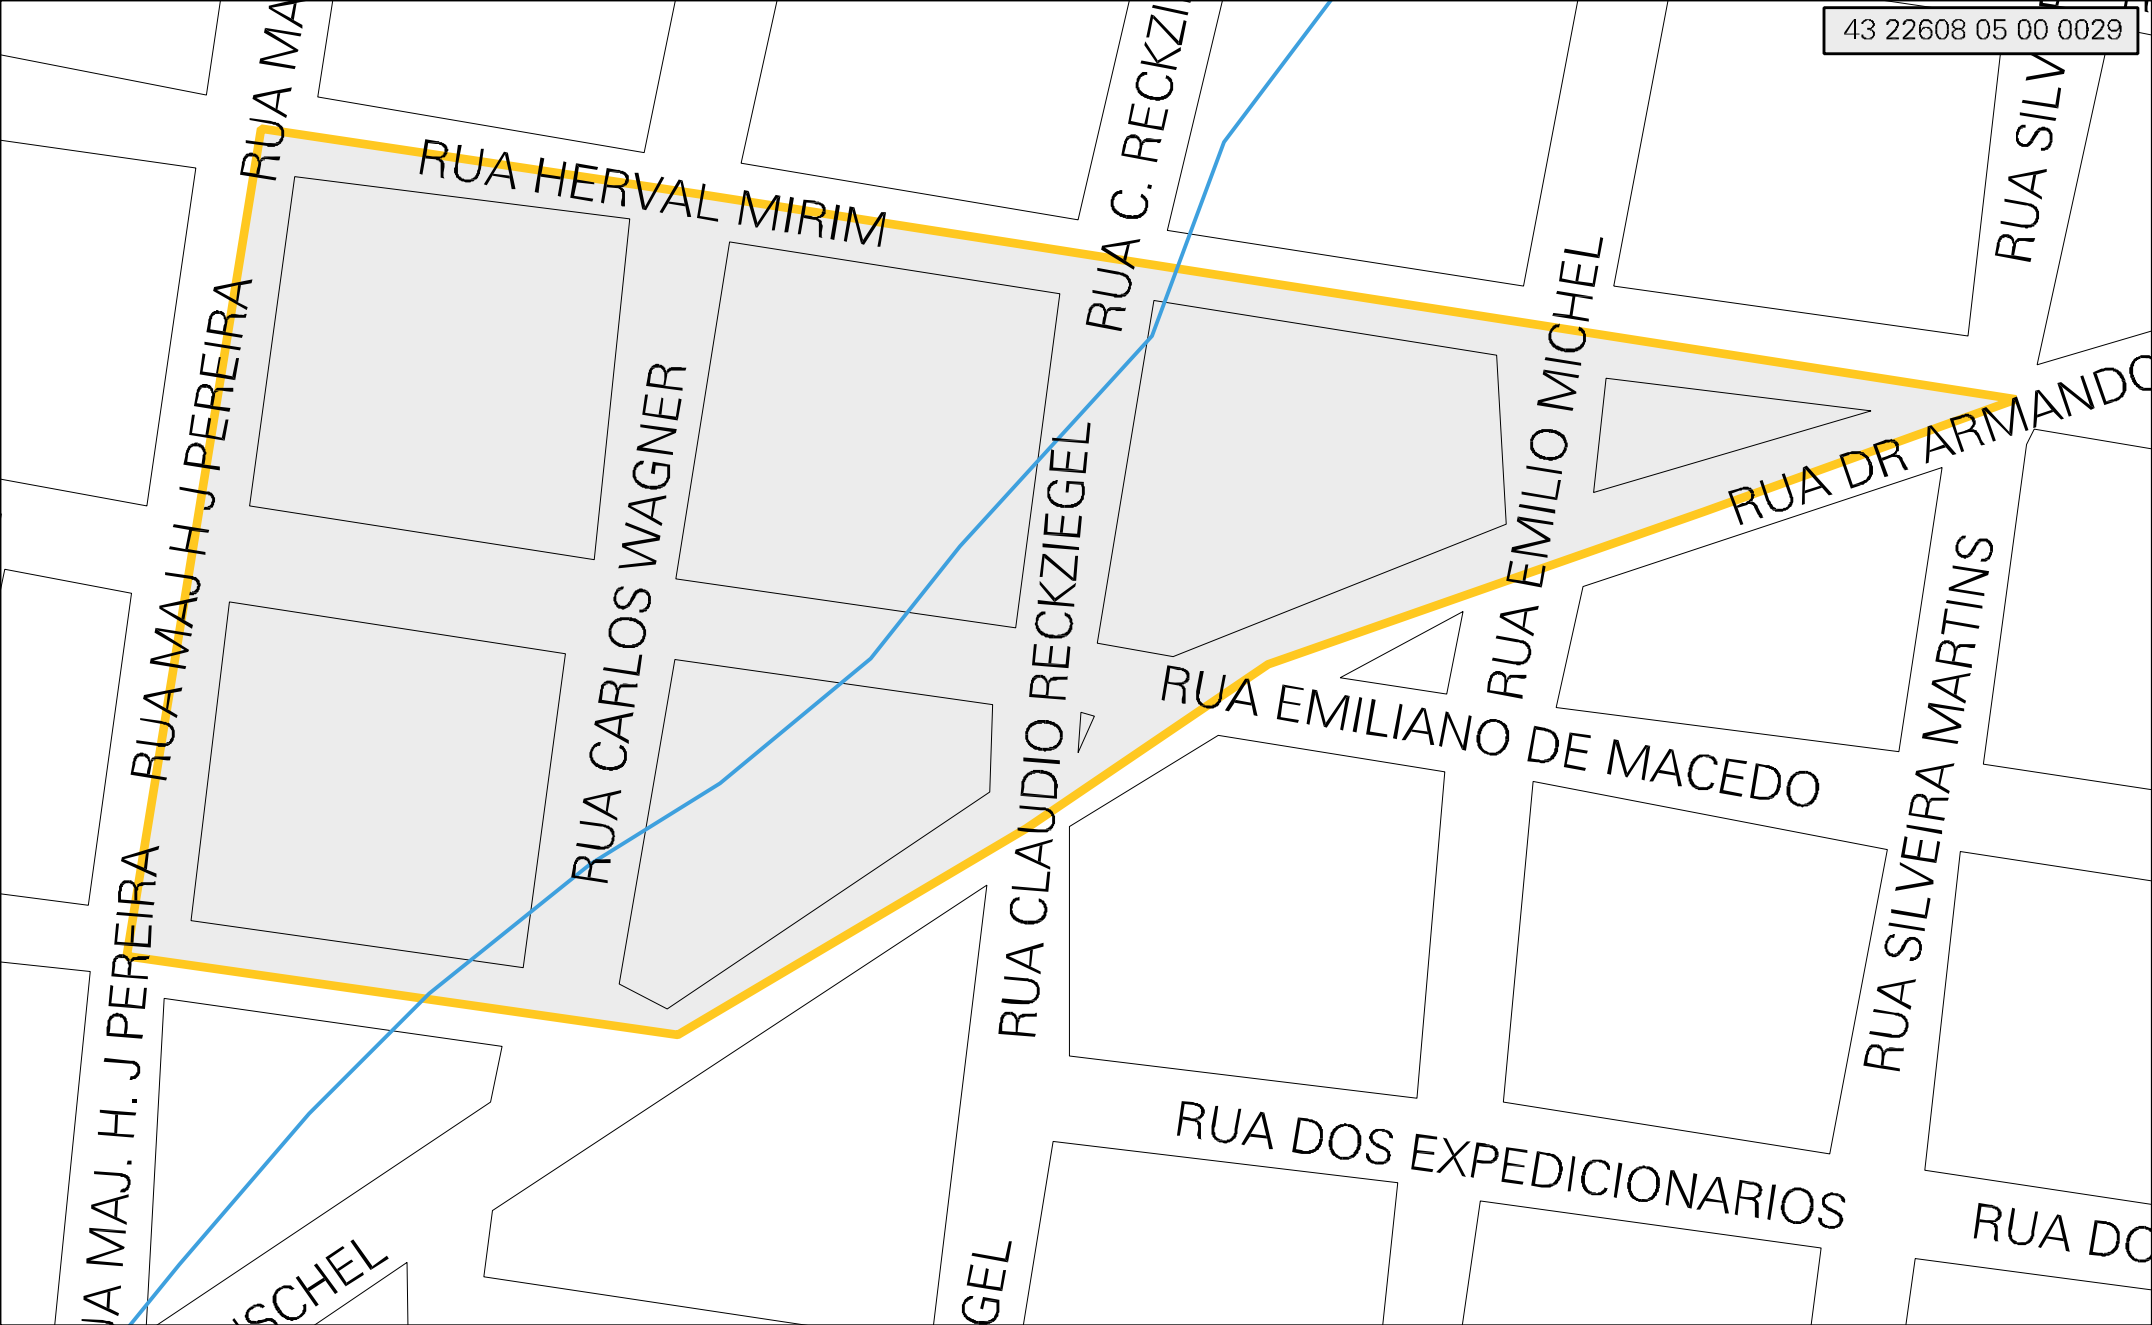 43 22608 05 00 0029
RUA MA
RUA C. RECKZI
RUA SILV
RUA HERVAL MIRIM
RUA MAJ H J PEREIRA
RUA CARLOS WAGNER
RUA EMILIO MICHEL
RUA DR ARMANDO
RUA CLAUDIO RECKZIEGEL
RUA EMILIANO DE MACEDO
RUA SILVEIRA MARTINS
RUA MAJ. H. J PEREIRA
RUA DOS EXPEDICIONARIOS
RUA DO
SCHEL
GEL